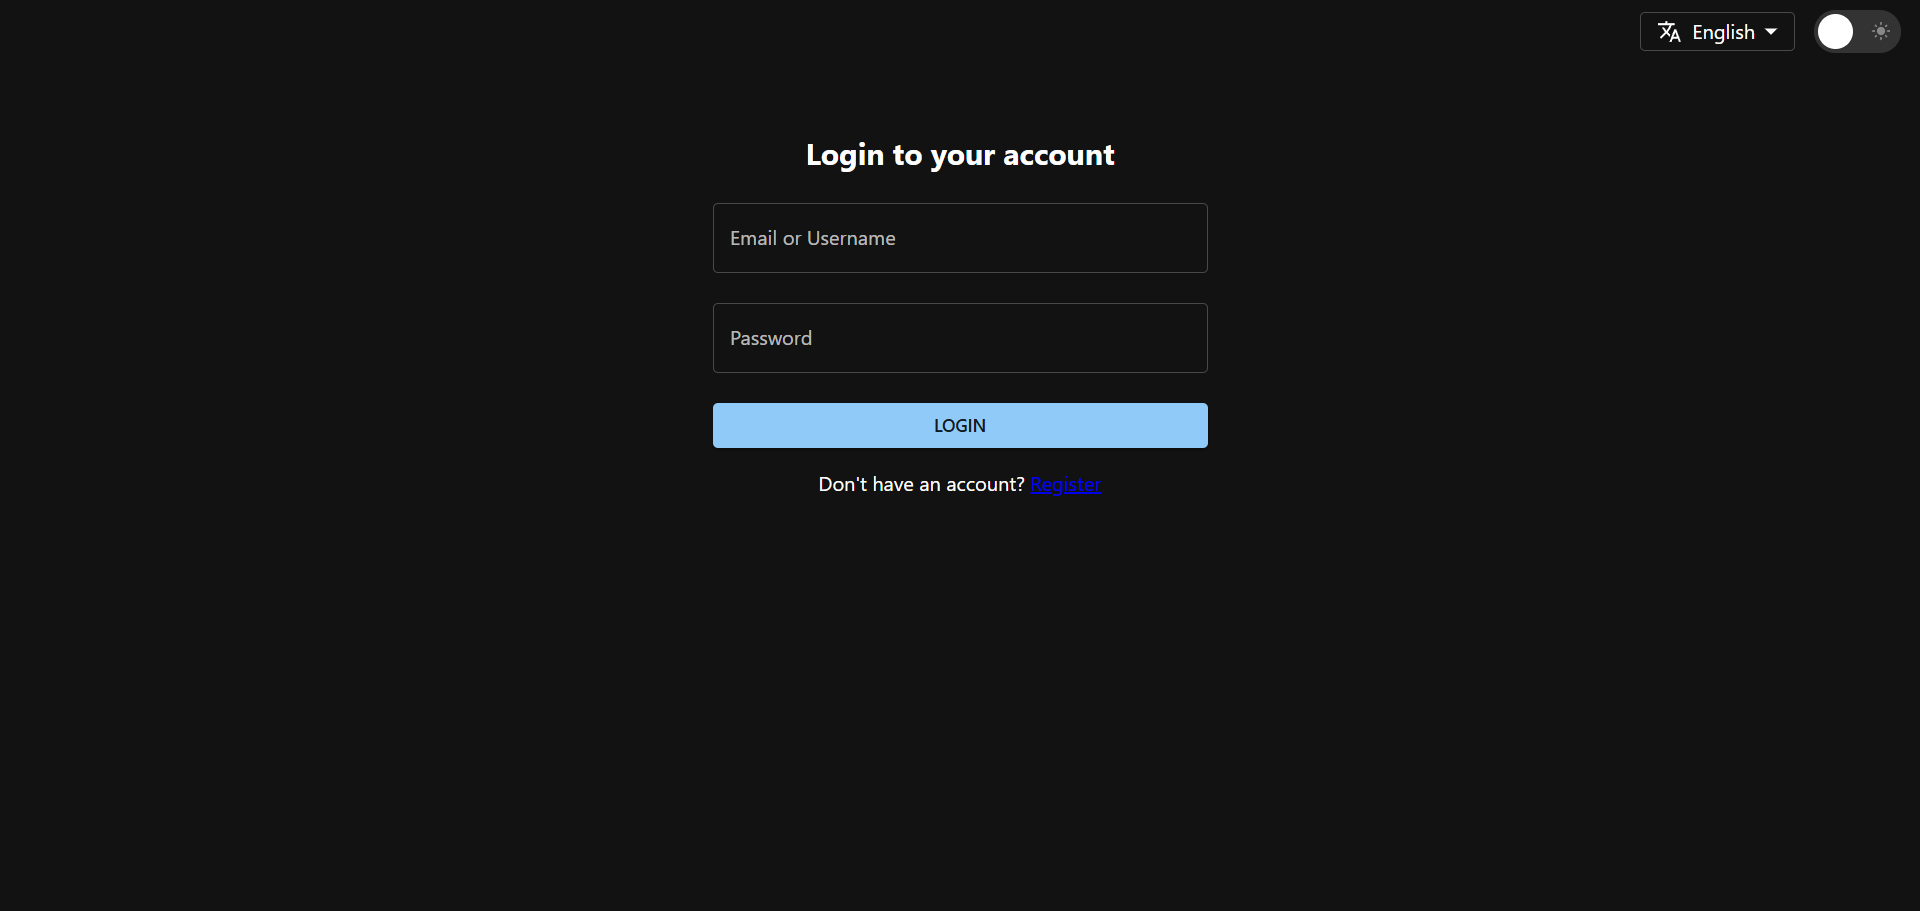 English
Login to your account
Email or Username
Password
LOGIN
Don't have an account? Register